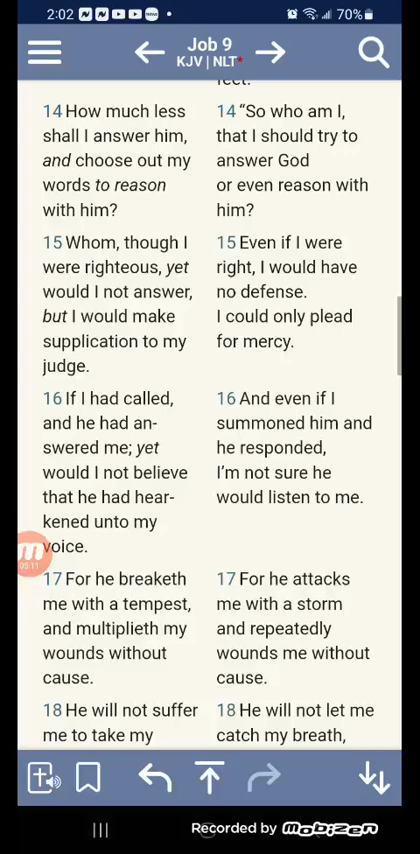 2:02 70%
Job 9
KJV | NLT*
feet.
14 How much less
shall I answer him,
and choose out my
words to reason
with him?
15 Whom, though I
were righteous, yet
would I not answer,
but I would make
supplication to my
judge.
16 If I had called,
and he had an-
swered me; yet
would I not believe
that he had hear-
kened unto my
voice.
17 For he breaketh
me with a tempest,
and multiplieth my
wounds without
cause.
18 He will not suffer
me to take my
14 “So who am I,
that I should try to
answer God
or even reason with
him?
15 Even if I were
right, I would have
no defense.
I could only plead
for mercy.
16 And even if I
summoned him and
he responded,
I’m not sure he
would listen to me.
17 For he attacks
me with a storm
and repeatedly
wounds me without
cause.
18 He will not let me
catch my breath,
m
05:11
Recorded by mobizen